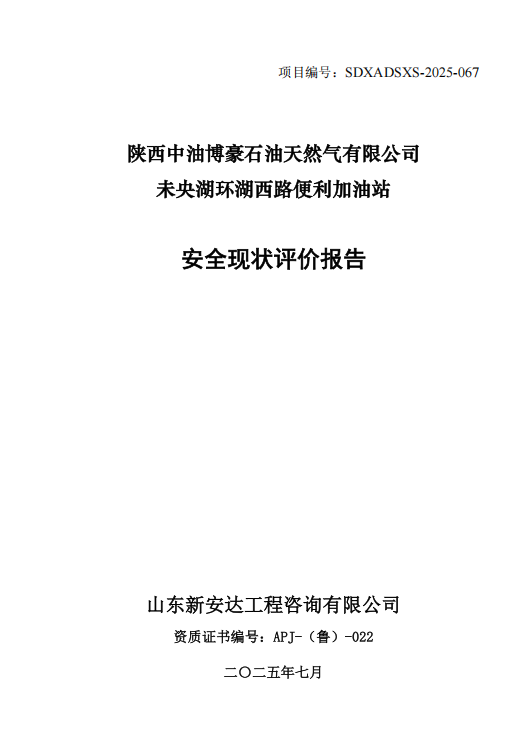 项目编号：SDXADSXS-2025-067
陕西中油博豪石油天然气有限公司
未央湖环湖西路便利加油站
安全现状评价报告
山东新安达工程咨询有限公司
资质证书编号：APJ-（鲁）-022
二〇二五年七月